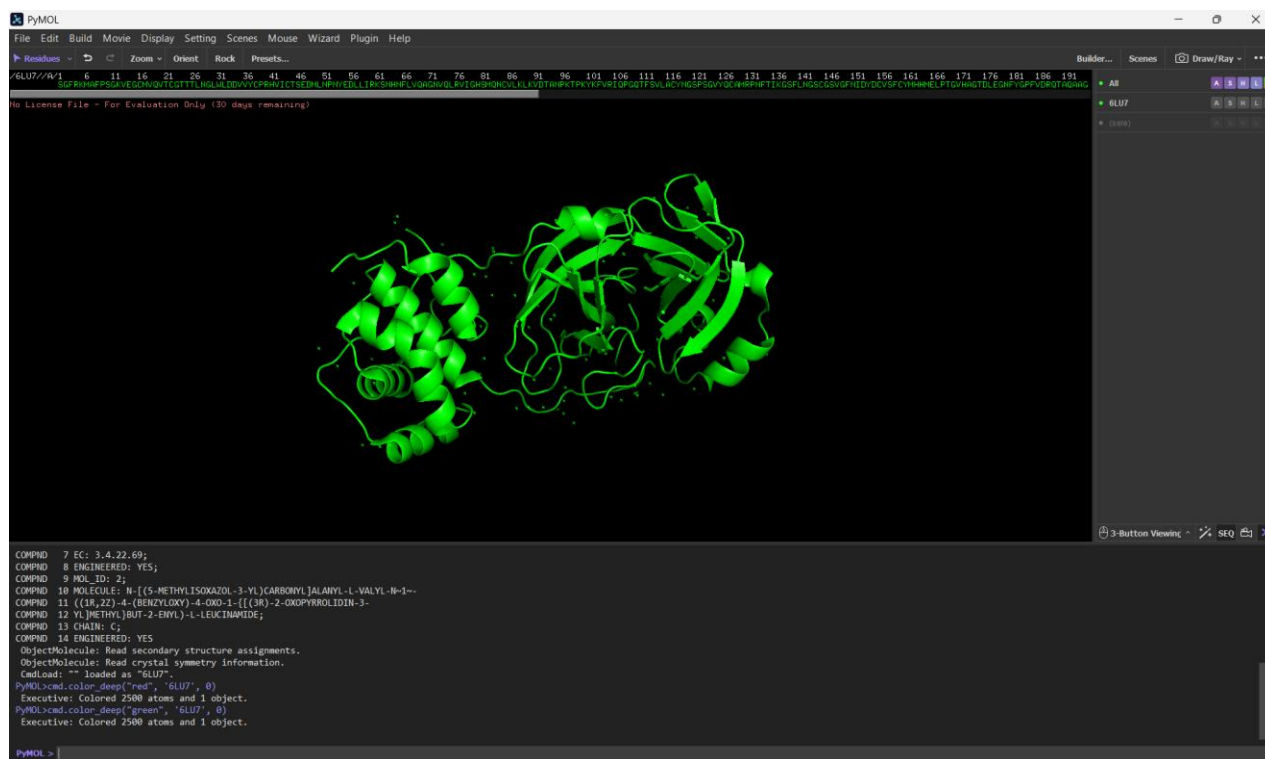 PyMOL
File Edit Build Movie Display Setting Scenes Mouse Wizard Plugin Help
Residues Zoom Orient Rock Presets... Builder... Scenes Draw/Ray
/6LU7//A/1 6 11 16 21 26 31 36 41 46 51 56 61 66 71 76 81 86 91 96 101 106 111 116 121 126 131 136 141 146 151 156 161 166 171 176 181 186 191
All A S H L
No License File - For Evaluation Only (30 days remaining)
6LU7 A S H L
(sele) A S H L
3-Button Viewing SEQ
COMPND 7 EC: 3.4.22.69;
COMPND 8 ENGINEERED: YES;
COMPND 9 MOL_ID: 2;
COMPND 10 MOLECULE: N-[(5-METHYLISOXAZOL-3-YL)CARBONYL]ALANYL-L-VALYL-N~1~-
COMPND 11 ((1R,2Z)-4-(BENZYLOXY)-4-OXO-1-{[(3R)-2-OXOPYRROLIDIN-3-
COMPND 12 YL]METHYL}BUT-2-ENYL)-L-LEUCINAMIDE;
COMPND 13 CHAIN: C;
COMPND 14 ENGINEERED: YES
ObjectMolecule: Read secondary structure assignments.
ObjectMolecule: Read crystal symmetry information.
CmdLoad: "" loaded as "6LU7".
PyMOL>cmd.color_deep("red", '6LU7', 0)
Executive: Colored 2500 atoms and 1 object.
PyMOL>cmd.color_deep("green", '6LU7', 0)
Executive: Colored 2500 atoms and 1 object.
PyMOL >